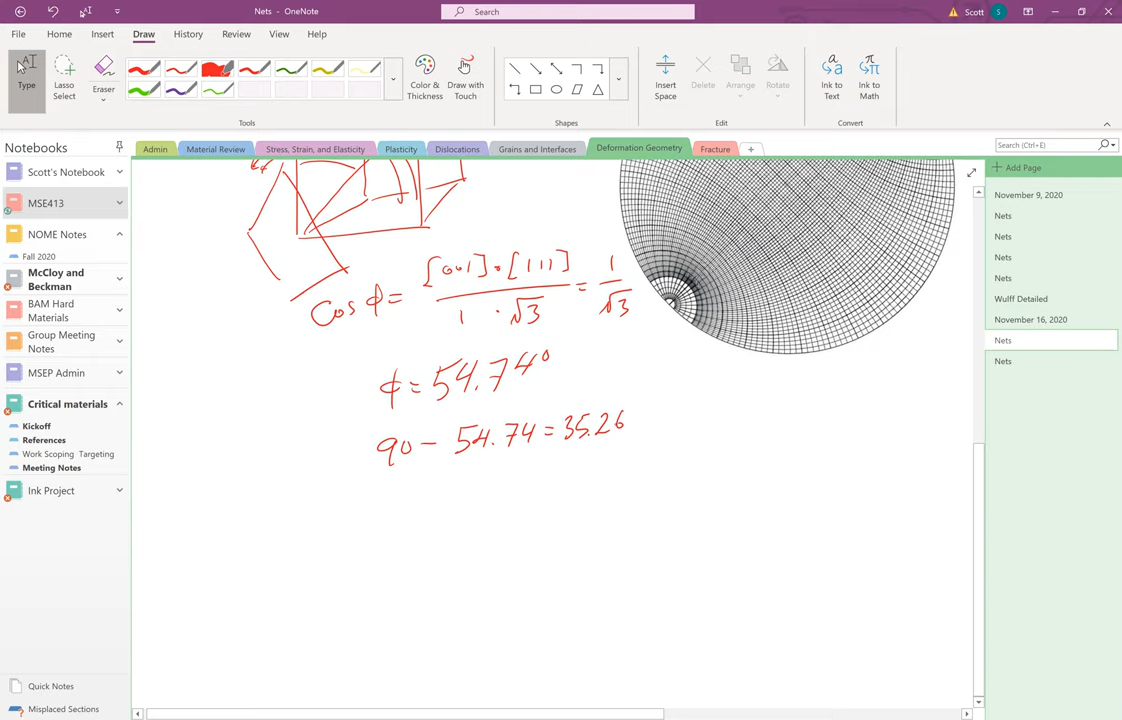 Nets - OneNote
Search
Scott
S
File
Home
Insert
Draw
History
Review
View
Help
Type
Lasso
Select
Eraser
Color &
Thickness
Draw with
Touch
Insert
Space
Delete
Arrange
Rotate
Ink to
Text
Ink to
Math
Tools
Shapes
Edit
Convert
Notebooks
Admin
Material Review
Stress, Strain, and Elasticity
Plasticity
Dislocations
Grains and Interfaces
Deformation Geometry
Fracture
Search (Ctrl+E)
Scott's Notebook
MSE413
NOME Notes
Fall 2020
McCloy and
Beckman
BAM Hard
Materials
Group Meeting
Notes
MSEP Admin
Critical materials
Kickoff
References
Work Scoping Targeting
Meeting Notes
Ink Project
Quick Notes
Misplaced Sections
Cos ϕ = [001] · [111] / 1 · √3 = 1 / √3
ϕ = 54.74°
90 - 54.74 = 35.26
Add Page
November 9, 2020
Nets
Nets
Nets
Nets
Wulff Detailed
November 16, 2020
Nets
Nets